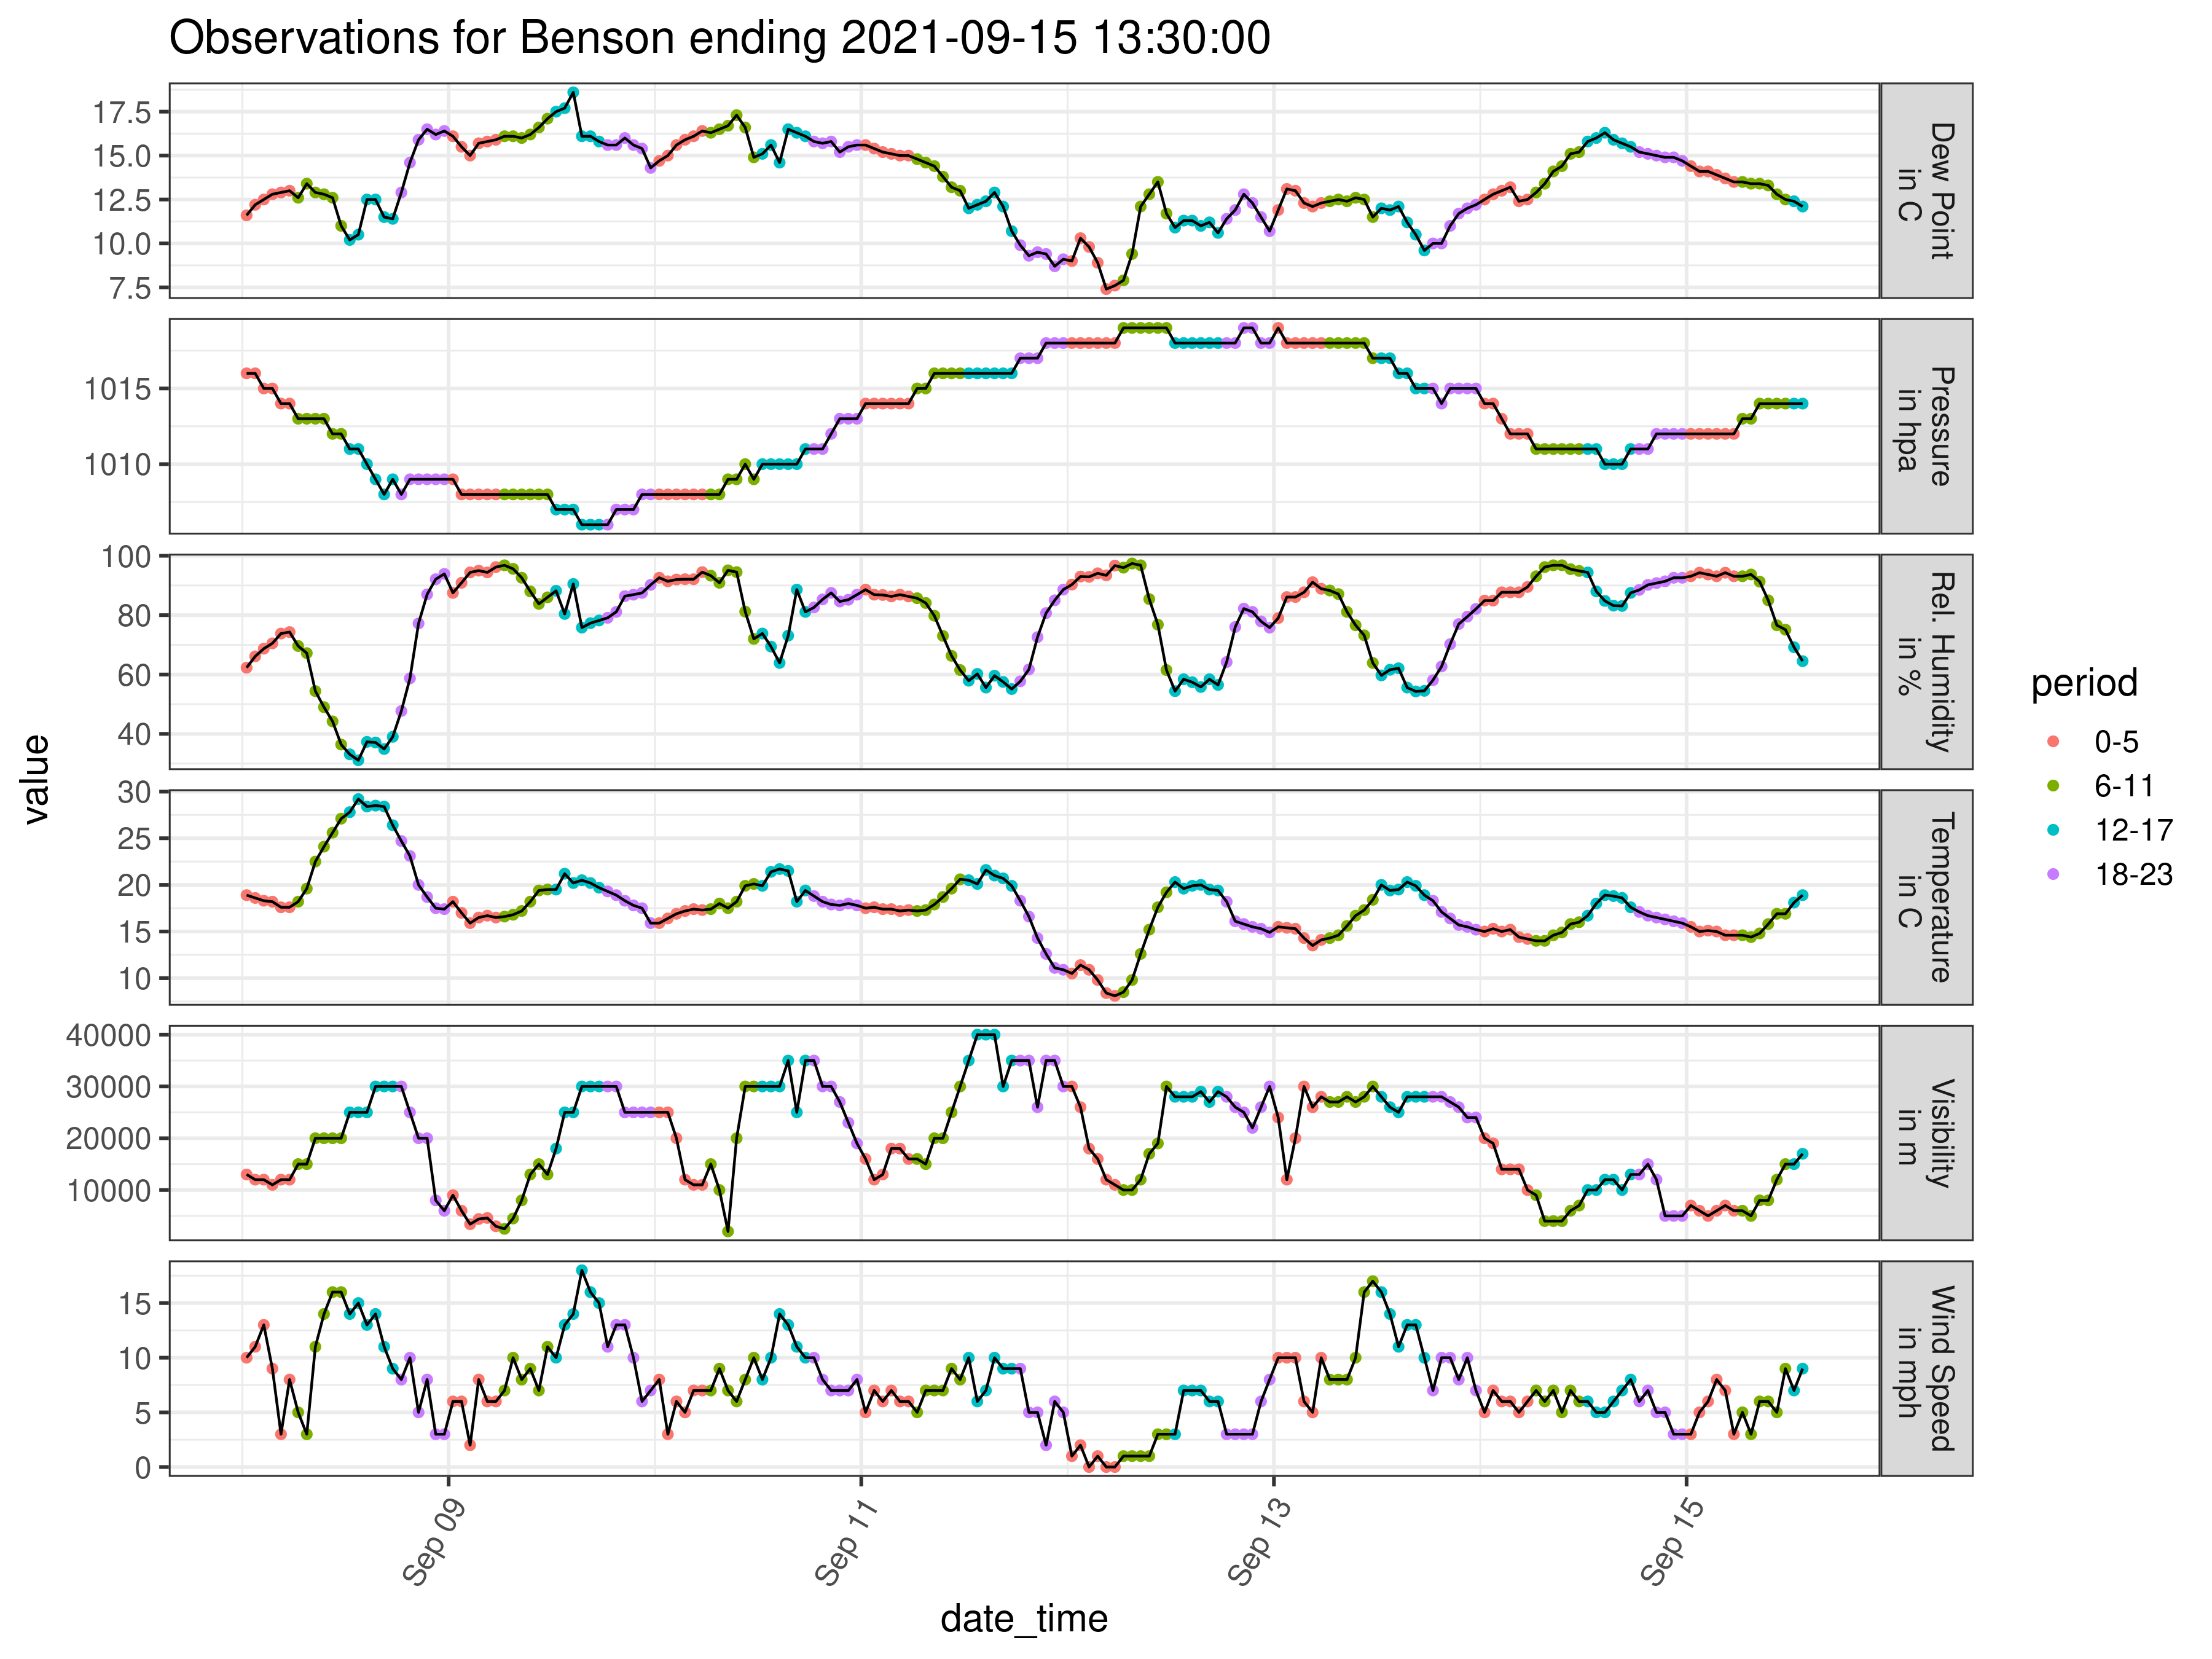 Observations for Benson ending 2021-09-15 13:30:00
17.5
15.0
12.5
10.0
7.5
Dew Point
in C
1015
1010
Pressure
in hpa
100
80
60
40
Rel. Humidity
in %
30
25
20
15
10
Temperature
in C
40000
30000
20000
10000
Visibility
in m
15
10
5
0
Wind Speed
in mph
value
Sep 09
Sep 11
Sep 13
Sep 15
date_time
period
0-5
6-11
12-17
18-23